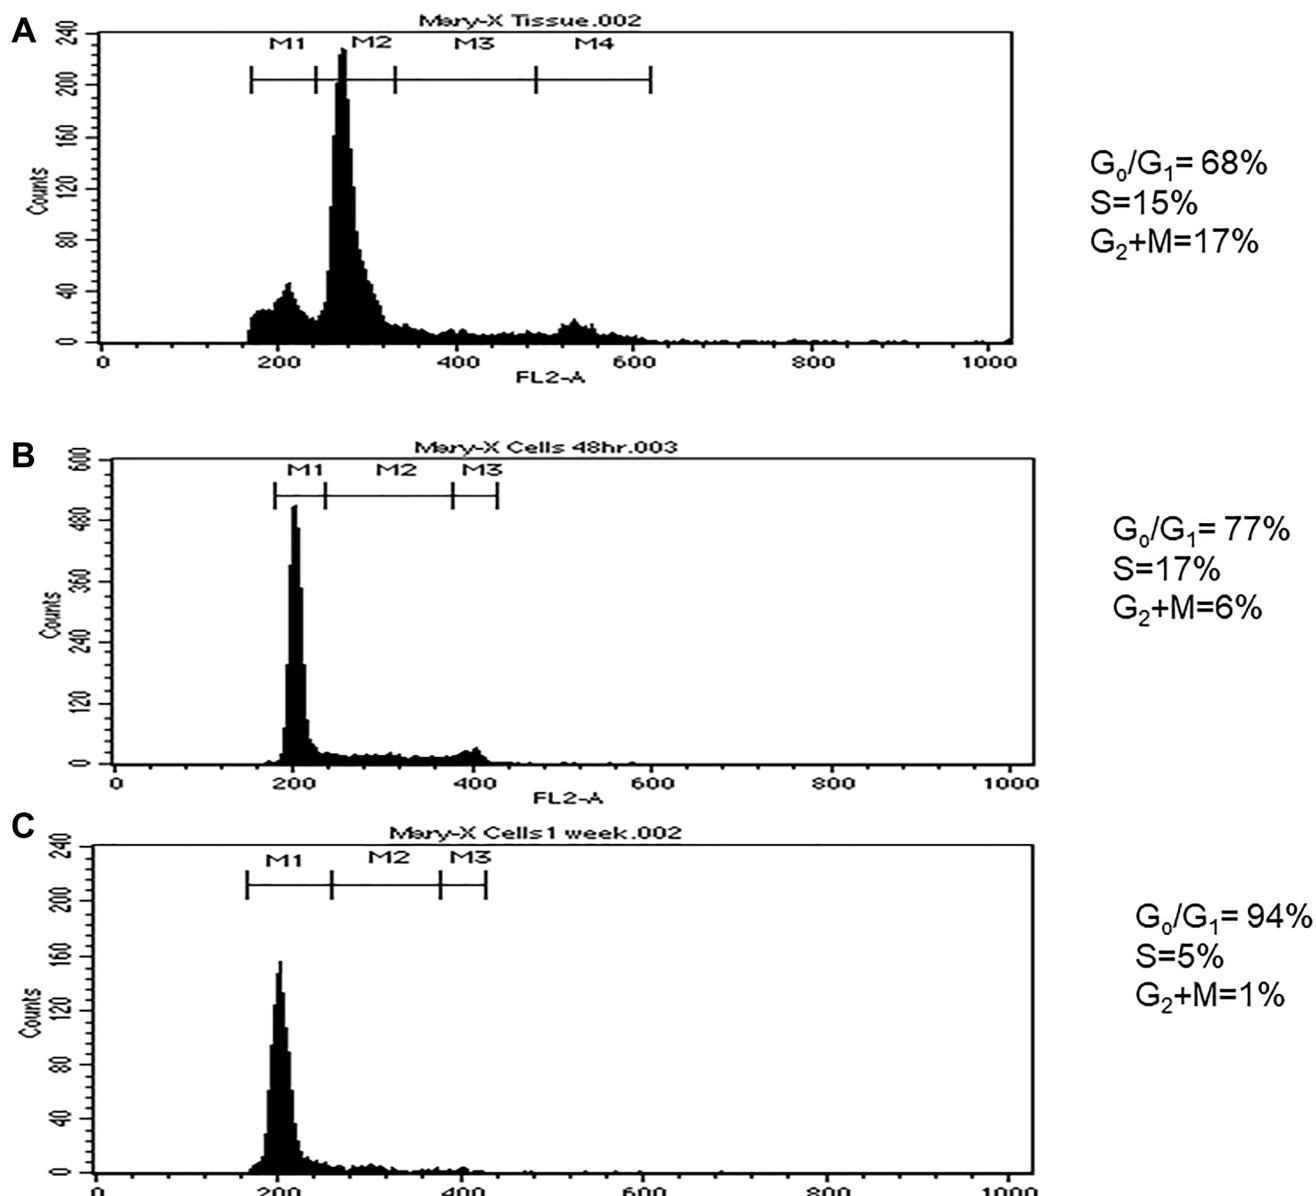 A
Mary-X Tissue.002
M1 M2 M3 M4
240
200
160
120
80
40
0
Counts
0 200 400 600 800 1000
FL2-A
G₀/G₁= 68%
S=15%
G₂+M=17%
B
Mary-X Cells 48hr.003
M1 M2 M3
600
480
360
240
120
0
Counts
0 200 400 600 800 1000
FL2-A
G₀/G₁= 77%
S=17%
G₂+M=6%
C
Mary-X Cells1 week.002
M1 M2 M3
240
200
160
120
80
40
0
Counts
0 200 400 600 800 1000
G₀/G₁= 94%
S=5%
G₂+M=1%